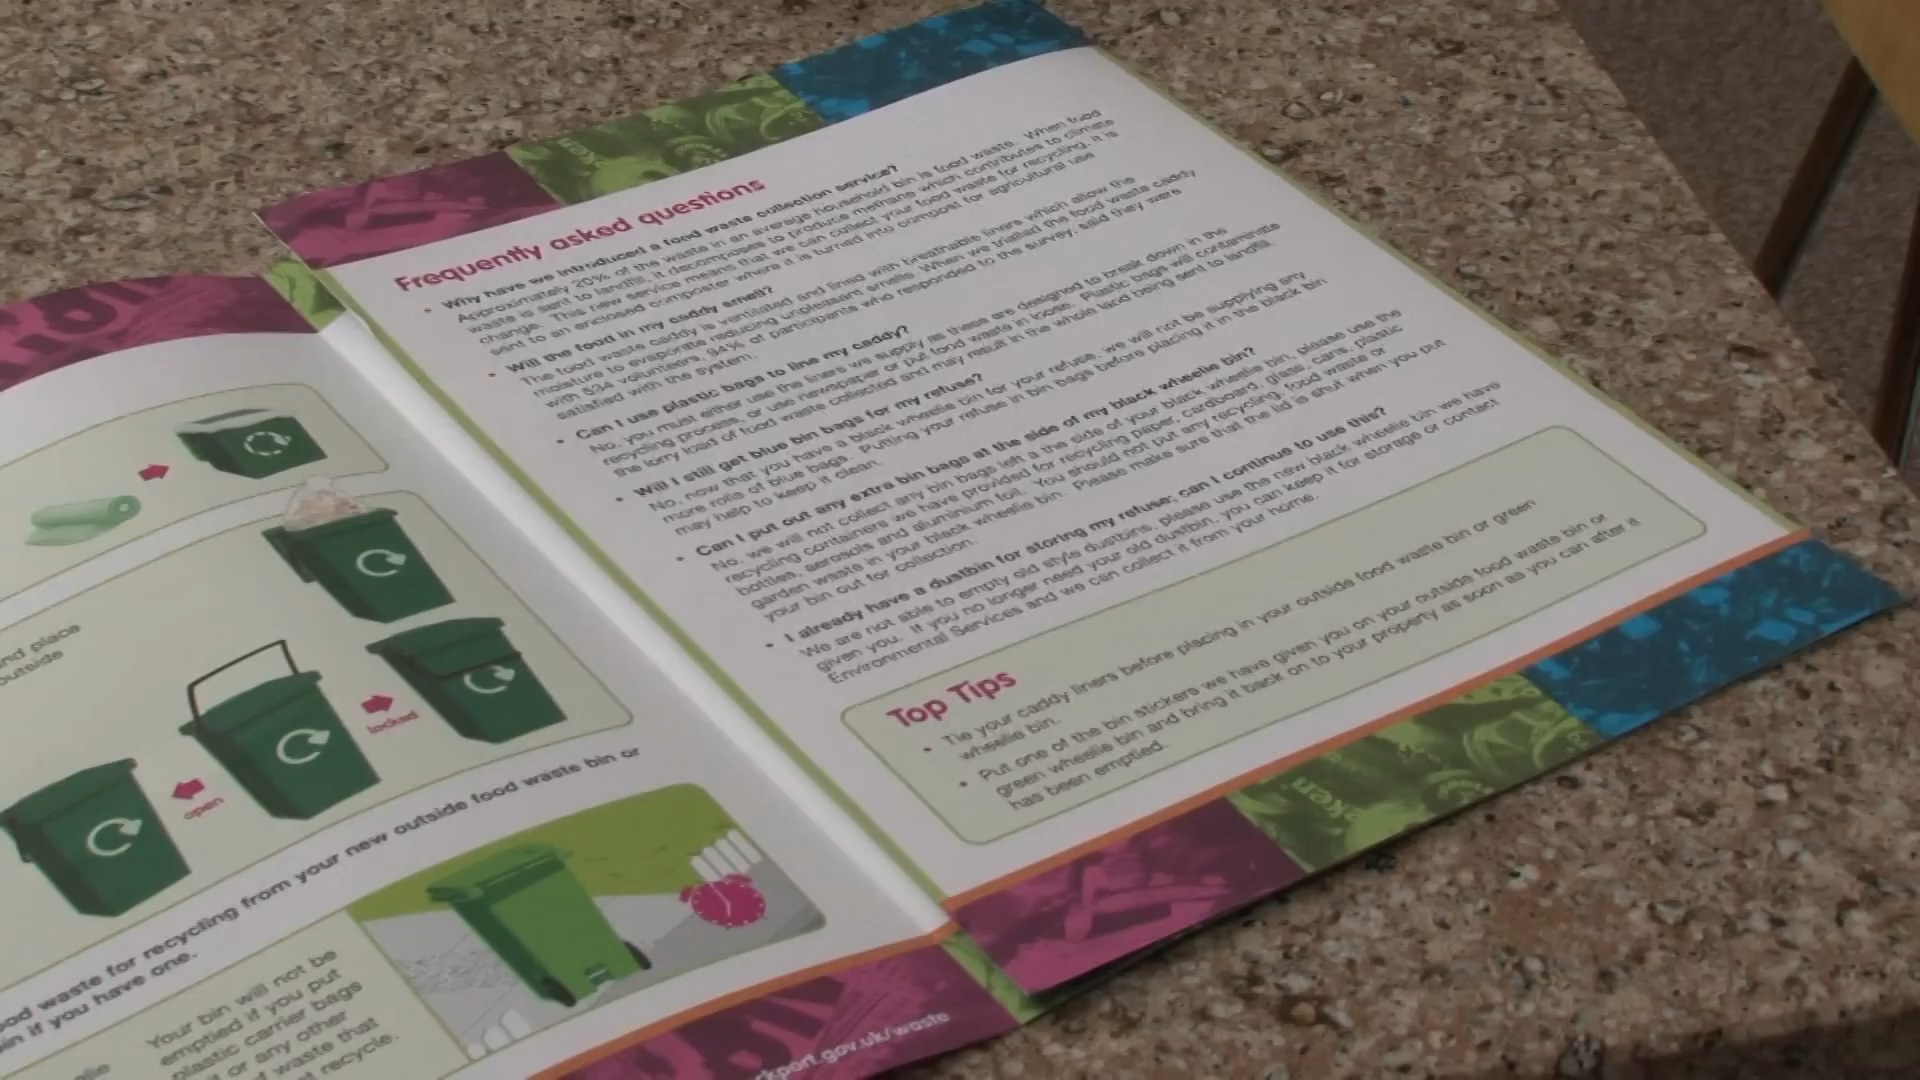 nd place
outside
locked
open
ood waste for recycling from your new outside food waste bin or
in if you have one.
Your bin will not be
emptied if you put
plastic carrier bags
or any other
waste that
recycle.
ckport.gov.uk/waste
Frequently asked questions
• Why have we introduced a food waste collection service?
Approximately 20% of the waste in an average household bin is food waste. When food
waste is sent to landfill, it decomposes to produce methane which contributes to climate
change. This new service means that we can collect your food waste for recycling. It is
sent to an enclosed composter where it is turned into compost for agricultural use.
• Will the food in my caddy smell?
The food waste caddy is ventilated and lined with breathable liners which allow the
moisture to evaporate reducing unpleasant smells. When we trialled the food waste caddy
with 534 volunteers, 94% of participants who responded to the survey, said they were
satisfied with the system.
• Can I use plastic bags to line my caddy?
No, you must either use the liners we supply as these are designed to break down in the
recycling process, or use newspaper or put food waste in loose. Plastic bags will contaminate
the lorry load of food waste collected and may result in the whole load being sent to landfill.
• Will I still get blue bin bags for my refuse?
No, now that you have a black wheelie bin for your refuse, we will not be supplying any
more rolls of blue bags. Putting your refuse in bin bags before placing it in the black bin
may help to keep it clean.
• Can I put out any extra bin bags at the side of my black wheelie bin?
No, we will not collect any bin bags left a the side of your black wheelie bin, please use the
recycling containers we have provided for recycling paper, cardboard, glass, cans, plastic
bottles, aerosols and aluminium foil. You should not put any recycling, food waste or
garden waste in your black wheelie bin. Please make sure that the lid is shut when you put
your bin out for collection.
• I already have a dustbin for storing my refuse; can I continue to use this?
We are not able to empty old style dustbins, please use the new black wheelie bin we have
given you. If you no longer need your old dustbin, you can keep it for storage or contact
Environmental Services and we can collect it from your home.
Top Tips
• Tie your caddy liners before placing in your outside food waste bin or green
wheelie bin.
• Put one of the bin stickers we have given you on your outside food waste bin or
green wheelie bin and bring it back on to your property as soon as you can after it
has been emptied.